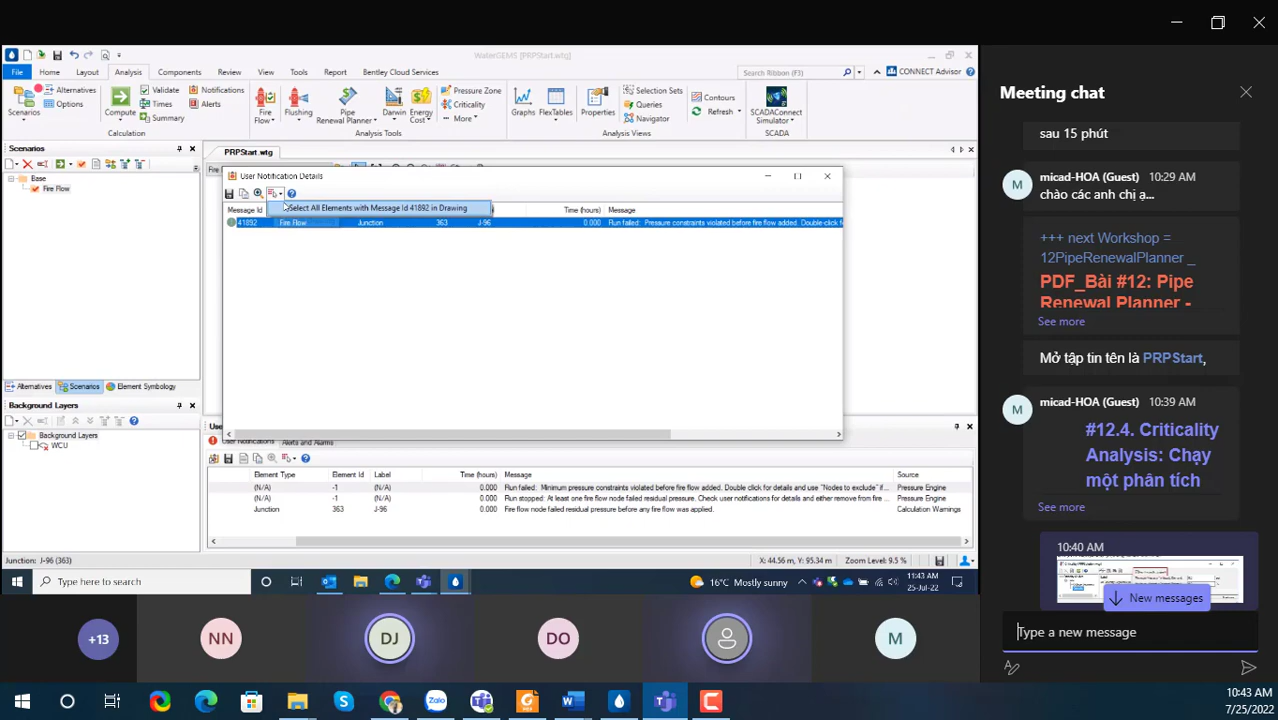 WaterGEMS [PRPStart.wtg]
File Home Layout Analysis Components Review View Tools Report Bentley Cloud Services
Search Ribbon (F3)
CONNECT Advisor
Scenarios
Alternatives
Options
Compute
Validate
Times
Summary
Notifications
Alerts
Calculation
Fire Flow
Flushing
Pipe Renewal Planner
Darwin
Energy Cost
Pressure Zone
Criticality
More
Analysis Tools
Graphs
FlexTables
Properties
Selection Sets
Queries
Navigator
Contours
Refresh
Analysis Views
SCADAConnect Simulator
SCADA
Scenarios
Base
Fire Flow
PRPStart.wtg
User Notification Details
Select All Elements with Message Id 41892 in Drawing
Message Id Time (hours) Message
41892 Fire Flow Junction 363 J-96 0.000 Run failed: Pressure constraints violated before fire flow added. Double-click f
Alternatives Scenarios Element Symbology
Background Layers
Background Layers
WCU
User Notifications Alerts and Alarms
Element Type Element Id Label Time (hours) Message Source
(N/A) -1 (N/A) 0.000 Run failed: Minimum pressure constraints violated before fire flow added. Double click for details and use "Nodes to exclude" if... Pressure Engine
(N/A) -1 (N/A) 0.000 Run stopped: At least one fire flow node failed residual pressure. Check user notifications for details and either remove from fire ... Pressure Engine
Junction 363 J-96 0.000 Fire flow node failed residual pressure before any fire flow was applied. Calculation Warnings
Junction: J-96 (363)
X: 44.56 m, Y: 95.34 m
Zoom Level: 9.5 %
Type here to search
16°C Mostly sunny
11:43 AM
25-Jul-22
+13
NN
DJ
DO
M
Meeting chat
sau 15 phút
M
micad-HOA (Guest) 10:29 AM
chào các anh chị ạ...
+++ next Workshop =
12PipeRenewalPlanner _
PDF_Bài #12: Pipe
Renewal Planner -
See more
Mở tập tin tên là PRPStart,
M
micad-HOA (Guest) 10:39 AM
#12.4. Criticality
Analysis: Chạy
một phân tích
See more
10:40 AM
New messages
Type a new message
Zalo
10:43 AM
7/25/2022